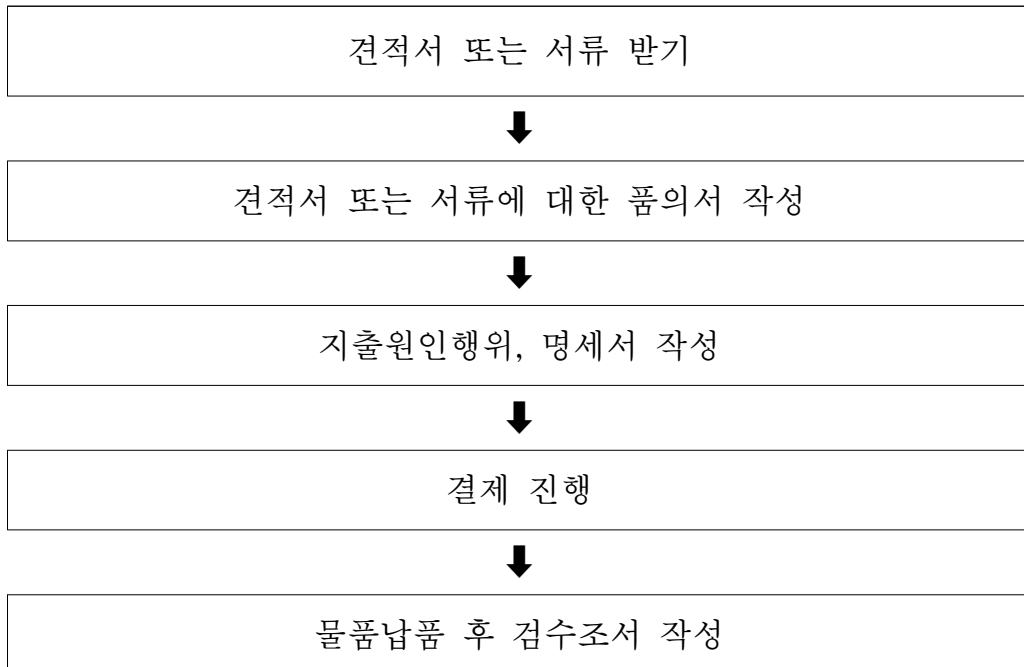 견적서 또는 서류 받기
견적서 또는 서류에 대한 품의서 작성
지출원인행위, 명세서 작성
결제 진행
물품납품 후 검수조서 작성